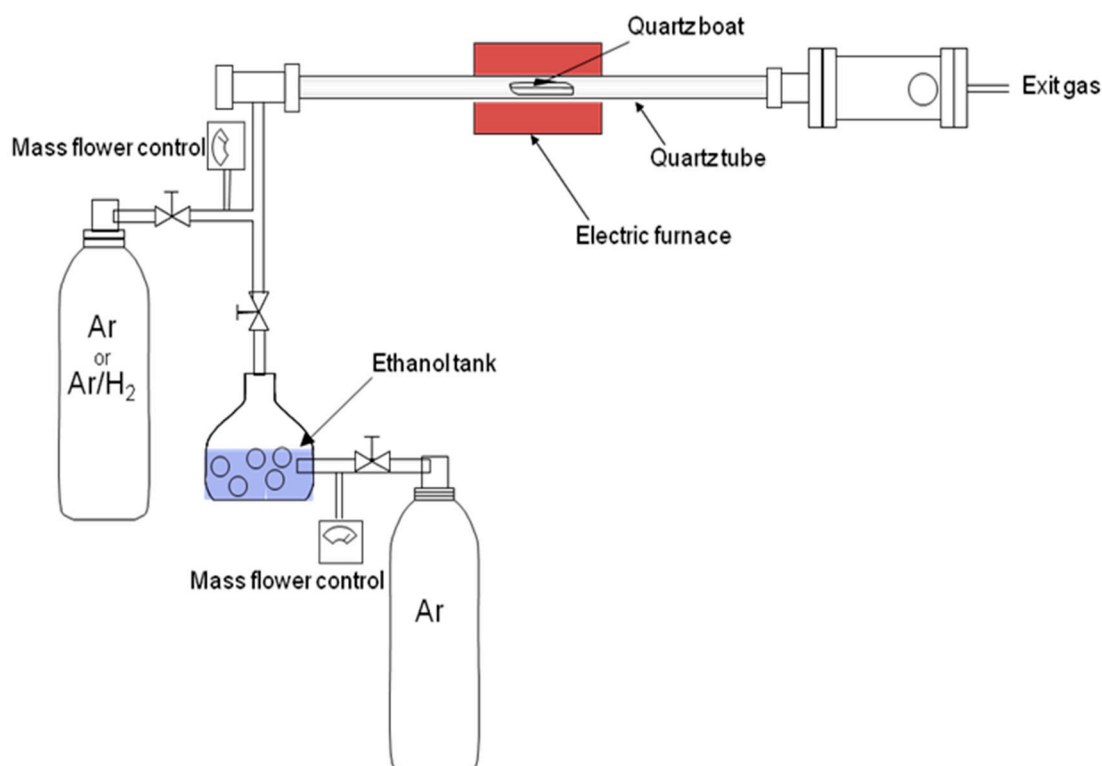 Quartz boat
Exit gas
Mass flower control
Quartz tube
Electric furnace
Ar
or
Ar/H₂
Ethanol tank
Mass flower control
Ar